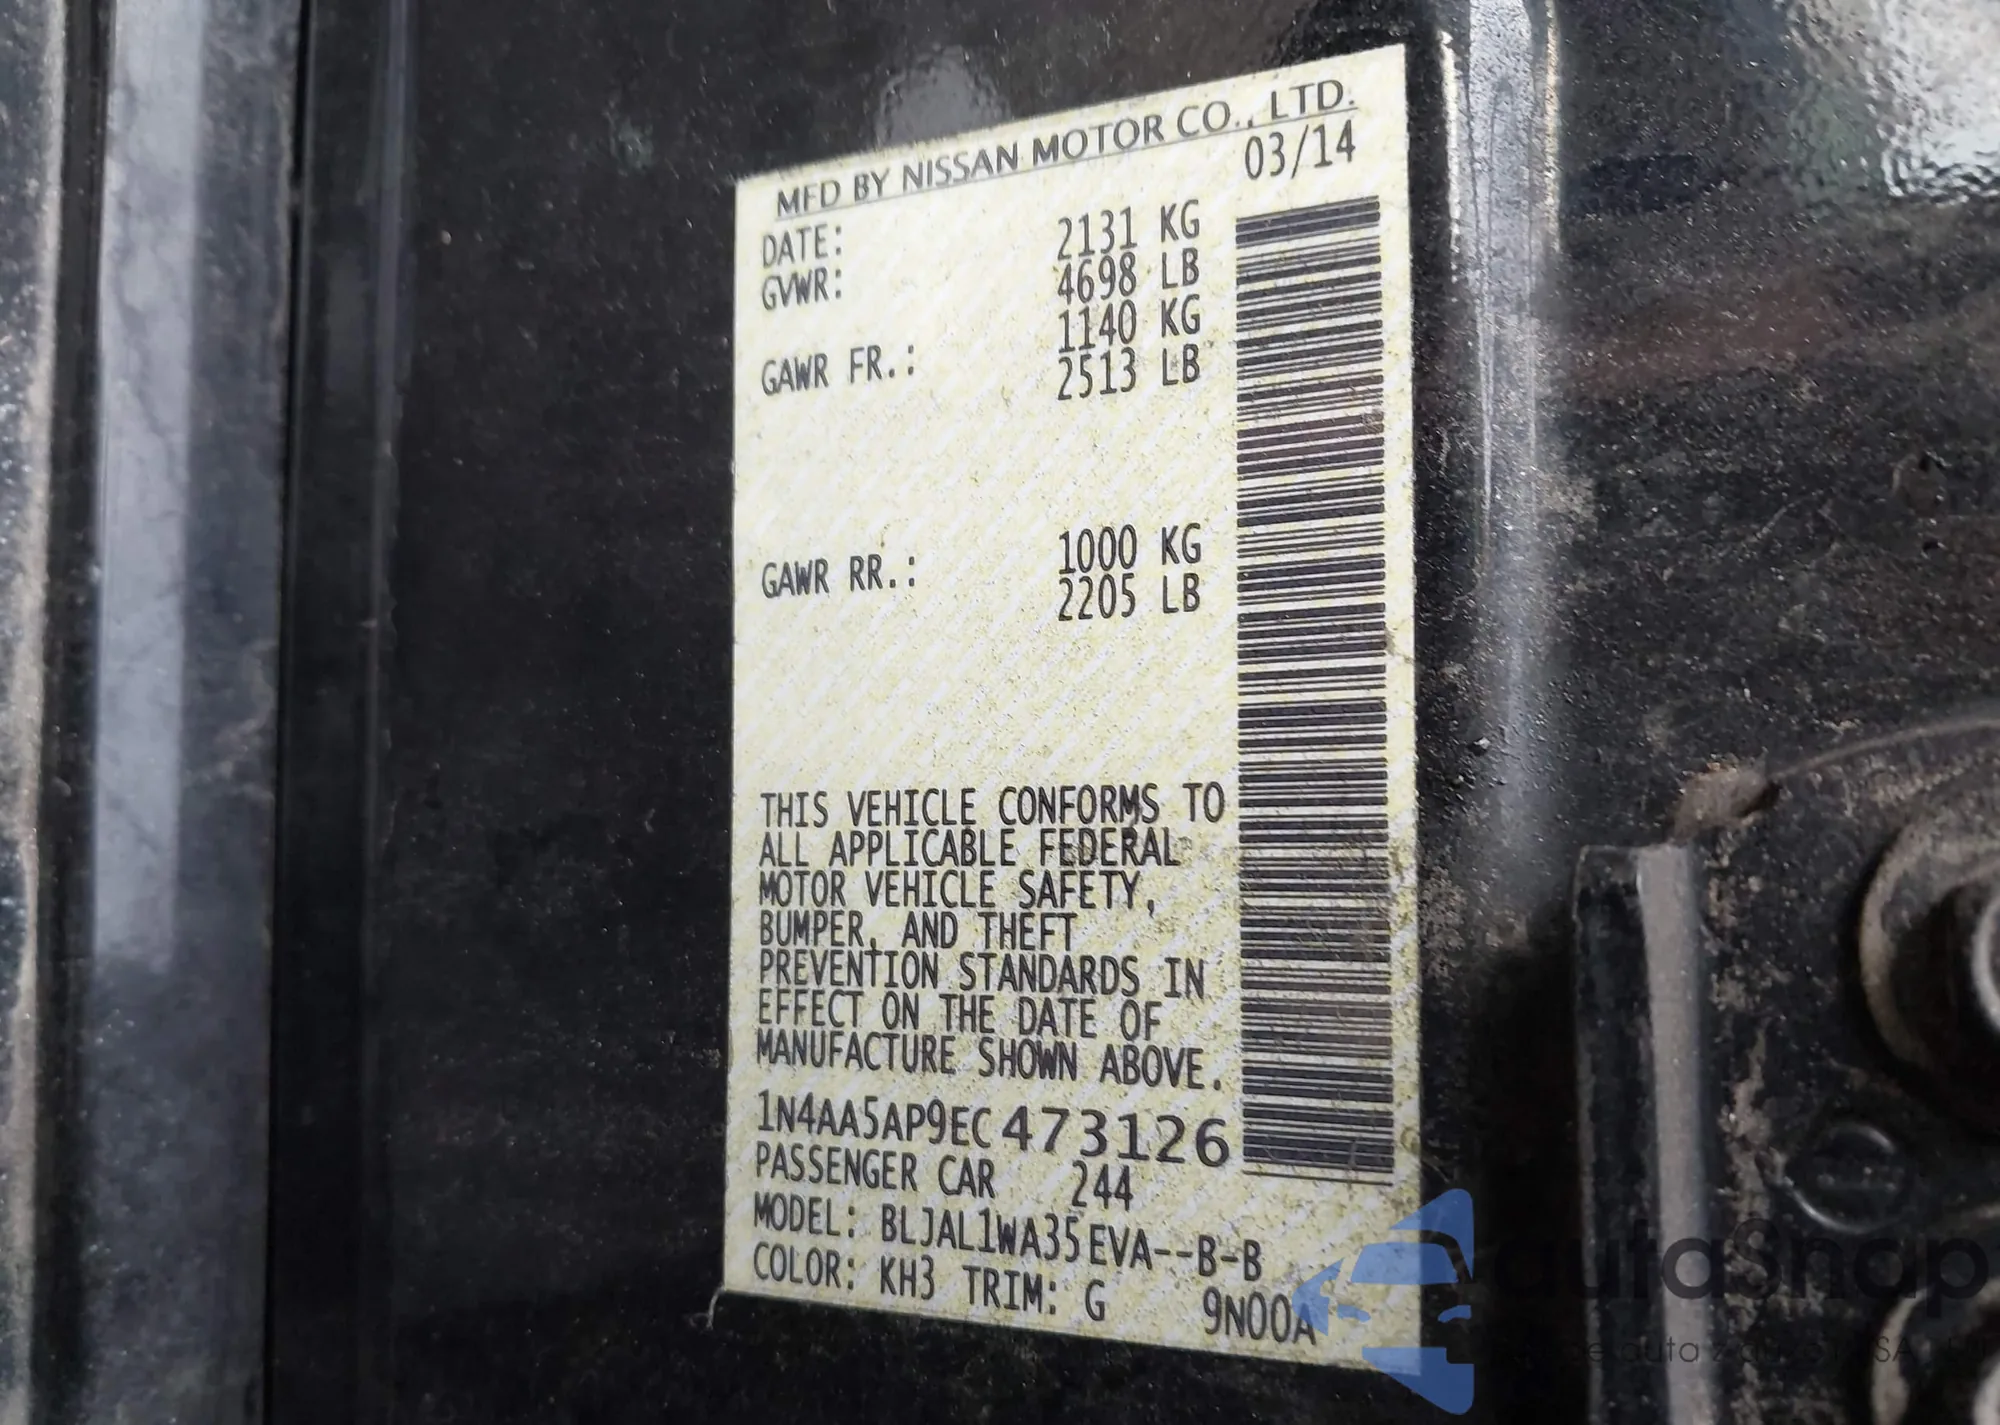 MFD BY NISSAN MOTOR CO., LTD.
DATE: 03/14
GVWR: 2131 KG
4698 LB
GAWR FR.: 1140 KG
2513 LB
GAWR RR.: 1000 KG
2205 LB
THIS VEHICLE CONFORMS TO
ALL APPLICABLE FEDERAL
MOTOR VEHICLE SAFETY,
BUMPER, AND THEFT
PREVENTION STANDARDS IN
EFFECT ON THE DATE OF
MANUFACTURE SHOWN ABOVE.
1N4AA5AP9EC473126
PASSENGER CAR 244
MODEL: BLJAL1WA35EVA--B-B
COLOR: KH3 TRIM: G 9N00A
autaSnap